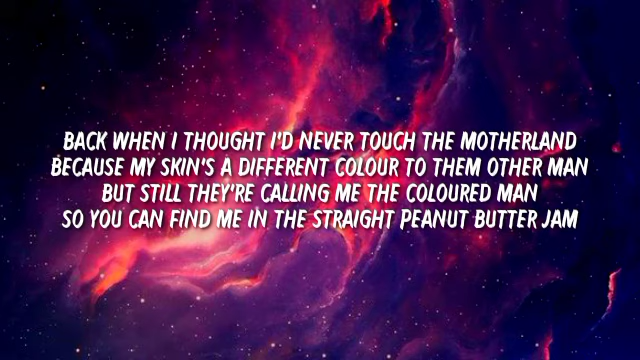 BACK WHEN I THOUGHT I'D NEVER TOUCH THE MOTHERLAND
BECAUSE MY SKIN'S A DIFFERENT COLOUR TO THEM OTHER MAN
BUT STILL THEY'RE CALLING ME THE COLOURED MAN
SO YOU CAN FIND ME IN THE STRAIGHT PEANUT BUTTER JAM